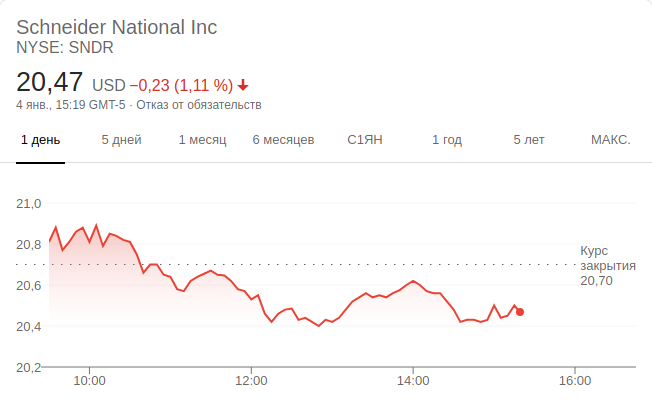 Schneider National Inc
NYSE: SNDR
20,47 USD −0,23 (1,11 %)
4 янв., 15:19 GMT-5 · Отказ от обязательств
1 день 5 дней 1 месяц 6 месяцев С1ЯН 1 год 5 лет МАКС.
21,0
20,8
Курс
закрытия
20,70
20,6
20,4
20,2
10:00 12:00 14:00 16:00